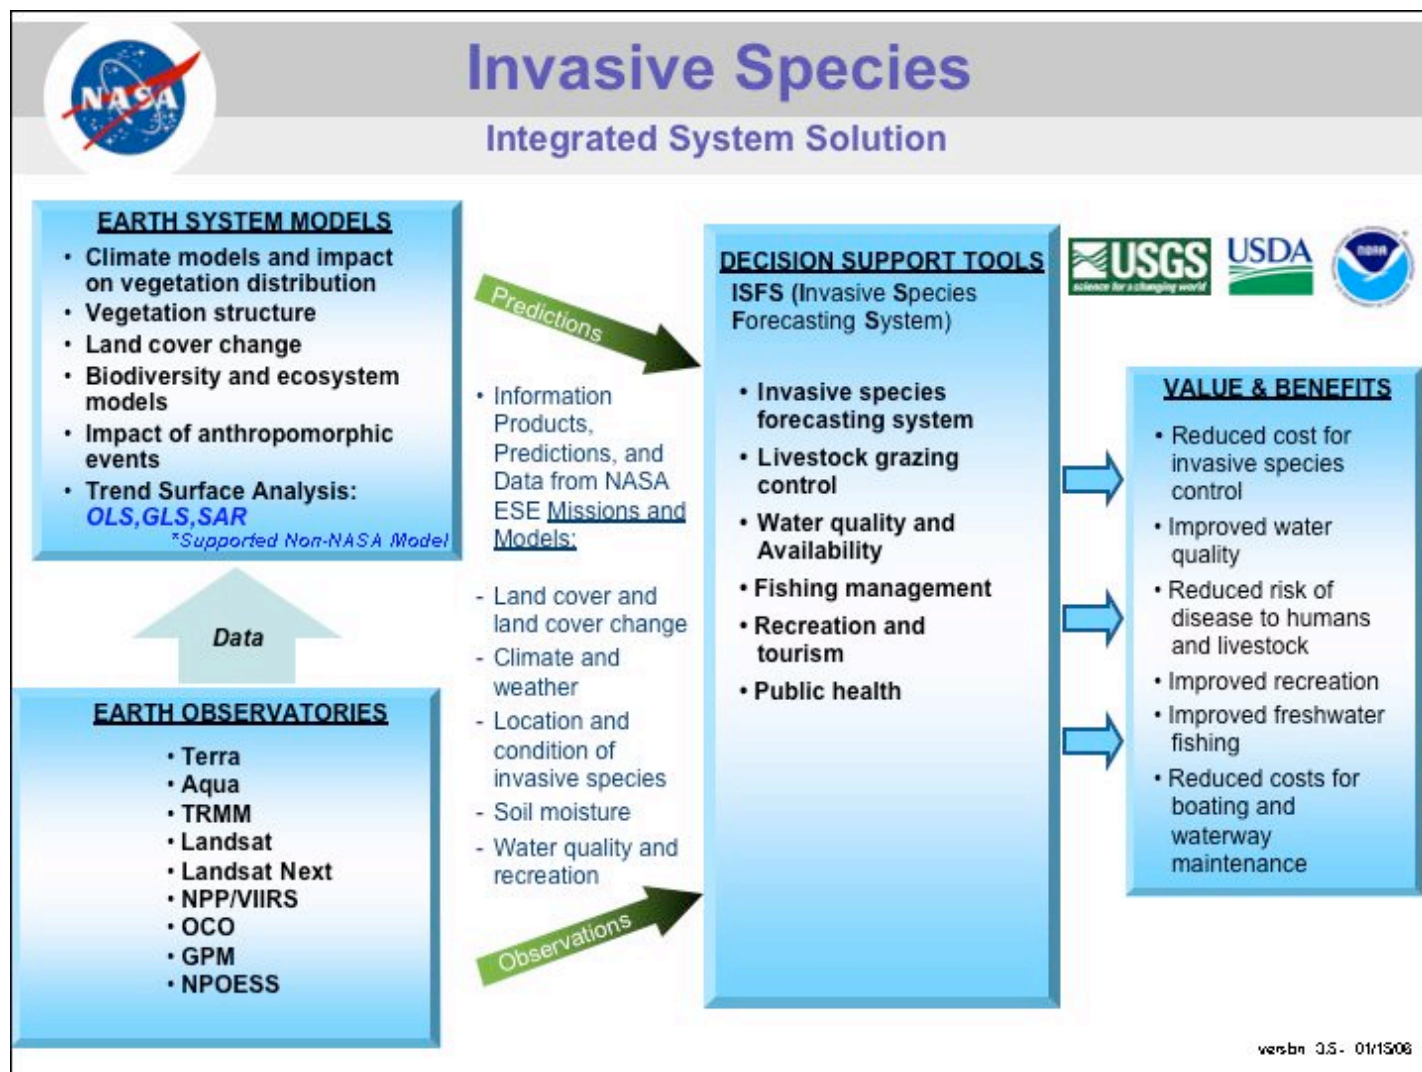 NASA
Invasive Species
Integrated System Solution
EARTH SYSTEM MODELS
• Climate models and impact
on vegetation distribution
• Vegetation structure
• Land cover change
• Biodiversity and ecosystem
models
• Impact of anthropomorphic
events
• Trend Surface Analysis:
OLS,GLS,SAR
*Supported Non-NASA Model
Data
EARTH OBSERVATORIES
• Terra
• Aqua
• TRMM
• Landsat
• Landsat Next
• NPP/VIIRS
• OCO
• GPM
• NPOESS
Predictions
• Information
Products,
Predictions, and
Data from NASA
ESE Missions and
Models:
- Land cover and
land cover change
- Climate and
weather
- Location and
condition of
invasive species
- Soil moisture
- Water quality and
recreation
Observations
DECISION SUPPORT TOOLS
ISFS (Invasive Species
Forecasting System)
• Invasive species
forecasting system
• Livestock grazing
control
• Water quality and
Availability
• Fishing management
• Recreation and
tourism
• Public health
USGS
science for a changing world
USDA
noaa
VALUE & BENEFITS
• Reduced cost for
invasive species
control
• Improved water
quality
• Reduced risk of
disease to humans
and livestock
• Improved recreation
• Improved freshwater
fishing
• Reduced costs for
boating and
waterway
maintenance